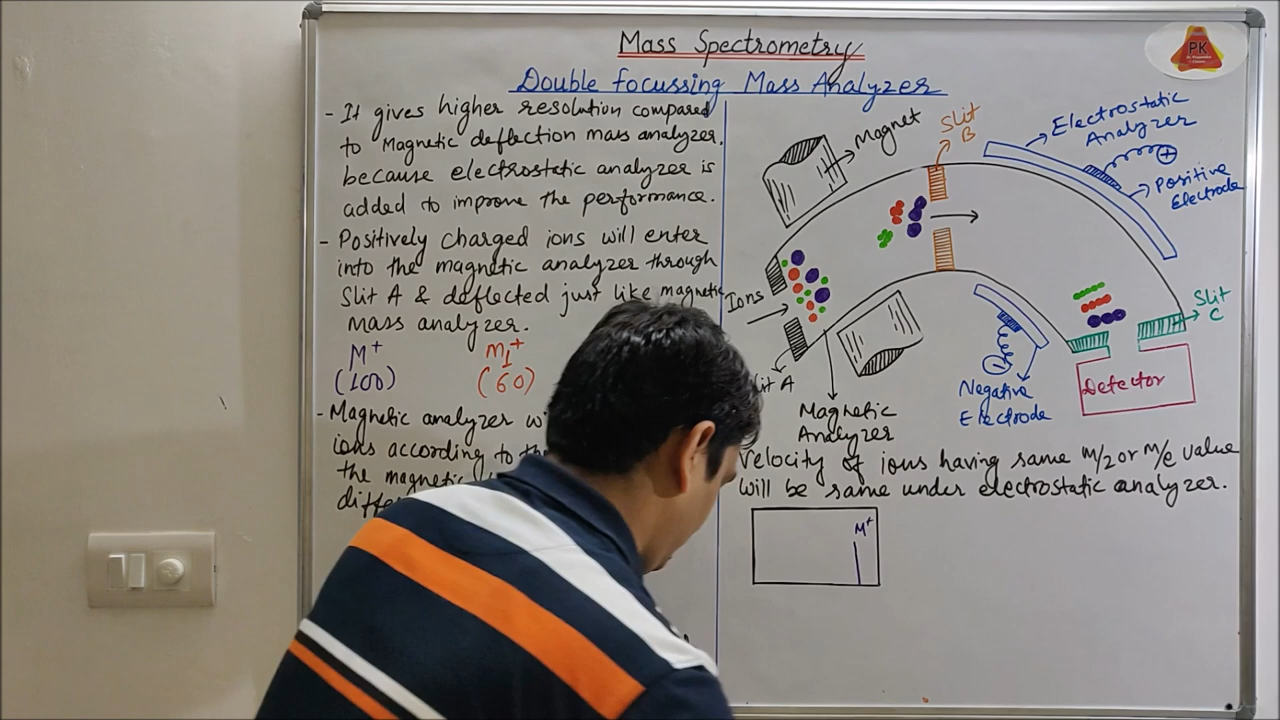 Mass Spectrometry
Double focussing Mass Analyzer
- It gives higher resolution compared
to Magnetic deflection mass analyzer.
because electrostatic analyzer is
added to improve the performance.
- Positively charged ions will enter
into the magnetic analyzer through
Slit A & deflected just like magnetic
mass analyzer.
M+
(100)
m1+
(60)
- Magnetic analyzer
ions according to
the magnetic
PK
Magnet
Slit
B
Electrostatic
Analyzer
+
Positive
Electrode
Ions
A
Magnetic
Analyzer
-
Negative
Electrode
Slit
C
Detector
Velocity of ions having same m/z or m/e value
will be same under electrostatic analyzer.
M+